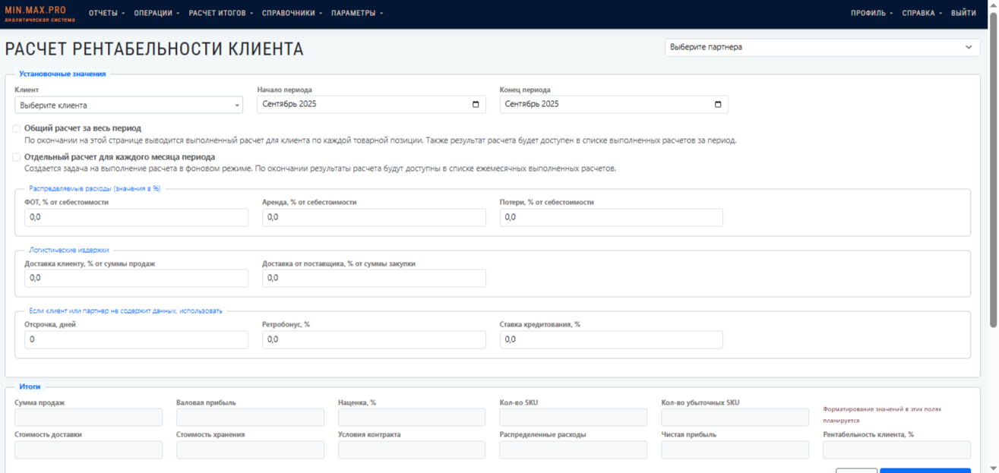 MIN.MAX.PRO
аналитическая система
ОТЧЕТЫ
ОПЕРАЦИИ
РАСЧЕТ ИТОГОВ
СПРАВОЧНИКИ
ПАРАМЕТРЫ
ПРОФИЛЬ
СПРАВКА
ВЫЙТИ
РАСЧЕТ РЕНТАБЕЛЬНОСТИ КЛИЕНТА
Выберите партнера
Установочные значения
Клиент
Начало периода
Конец периода
Выберите клиента
Сентябрь 2025
Сентябрь 2025
Общий расчет за весь период
По окончании на этой странице выводится выполненный расчет для клиента по каждой товарной позиции. Также результат расчета будет доступен в списке выполненных расчетов за период.
Отдельный расчет для каждого месяца периода
Создается задача на выполнение расчета в фоновом режиме. По окончании результаты расчета будут доступны в списке ежемесячных выполненных расчетов.
Распределяемые расходы (значения в %)
ФОТ, % от себестоимости
Аренда, % от себестоимости
Потери, % от себестоимости
0,0
0,0
0,0
Логистические издержки
Доставка клиенту, % от суммы продаж
Доставка от поставщика, % от суммы закупки
0,0
0,0
Если клиент или партнер не содержит данных, использовать
Отсрочка, дней
Ретробонус, %
Ставка кредитования, %
0
0,0
0,0
Итоги
Сумма продаж
Валовая прибыль
Наценка, %
Кол-во SKU
Кол-во убыточных SKU
Форматирование значений в этих полях
планируется
Стоимость доставки
Стоимость хранения
Условия контракта
Распределенные расходы
Чистая прибыль
Рентабельность клиента, %